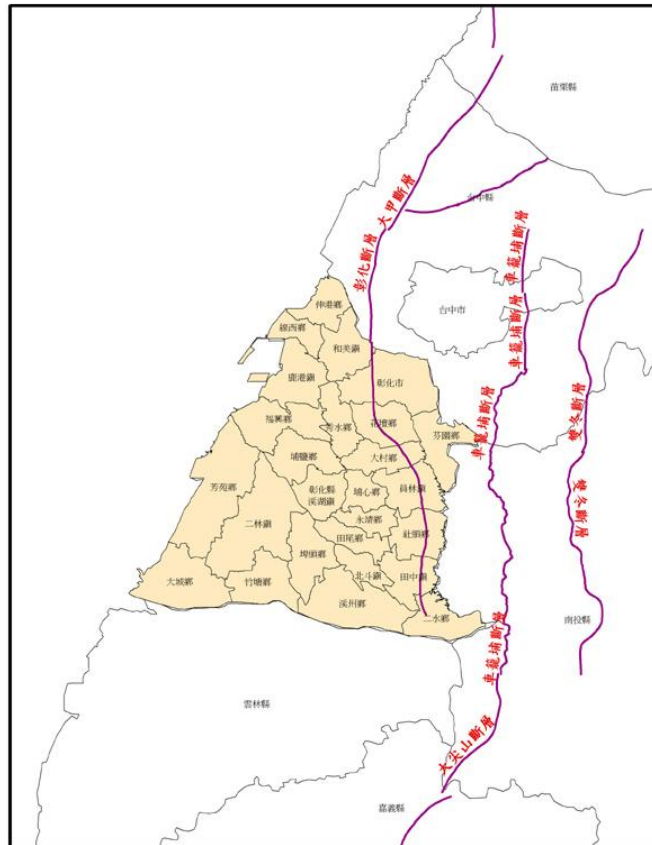 苗栗縣
大甲斷層
台中縣
彰化斷層
車籠埔斷層
伸港鄉
台中市
線西鄉
車籠埔斷層
和美鎮
鹿港鎮
彰化市
車籠埔斷層
雙冬斷層
福興鄉
秀水鄉
花壇鄉
芬園鄉
埔鹽鄉
大村鄉
芳苑鄉
彰化縣
溪湖鎮
埔心鄉
員林鎮
雙冬斷層
二林鎮
永靖鄉
田尾鄉
社頭鄉
埤頭鄉
大城鄉
竹塘鄉
北斗鎮
田中鎮
溪州鄉
二水鄉
南投縣
車籠埔斷層
雲林縣
大尖山斷層
嘉義縣